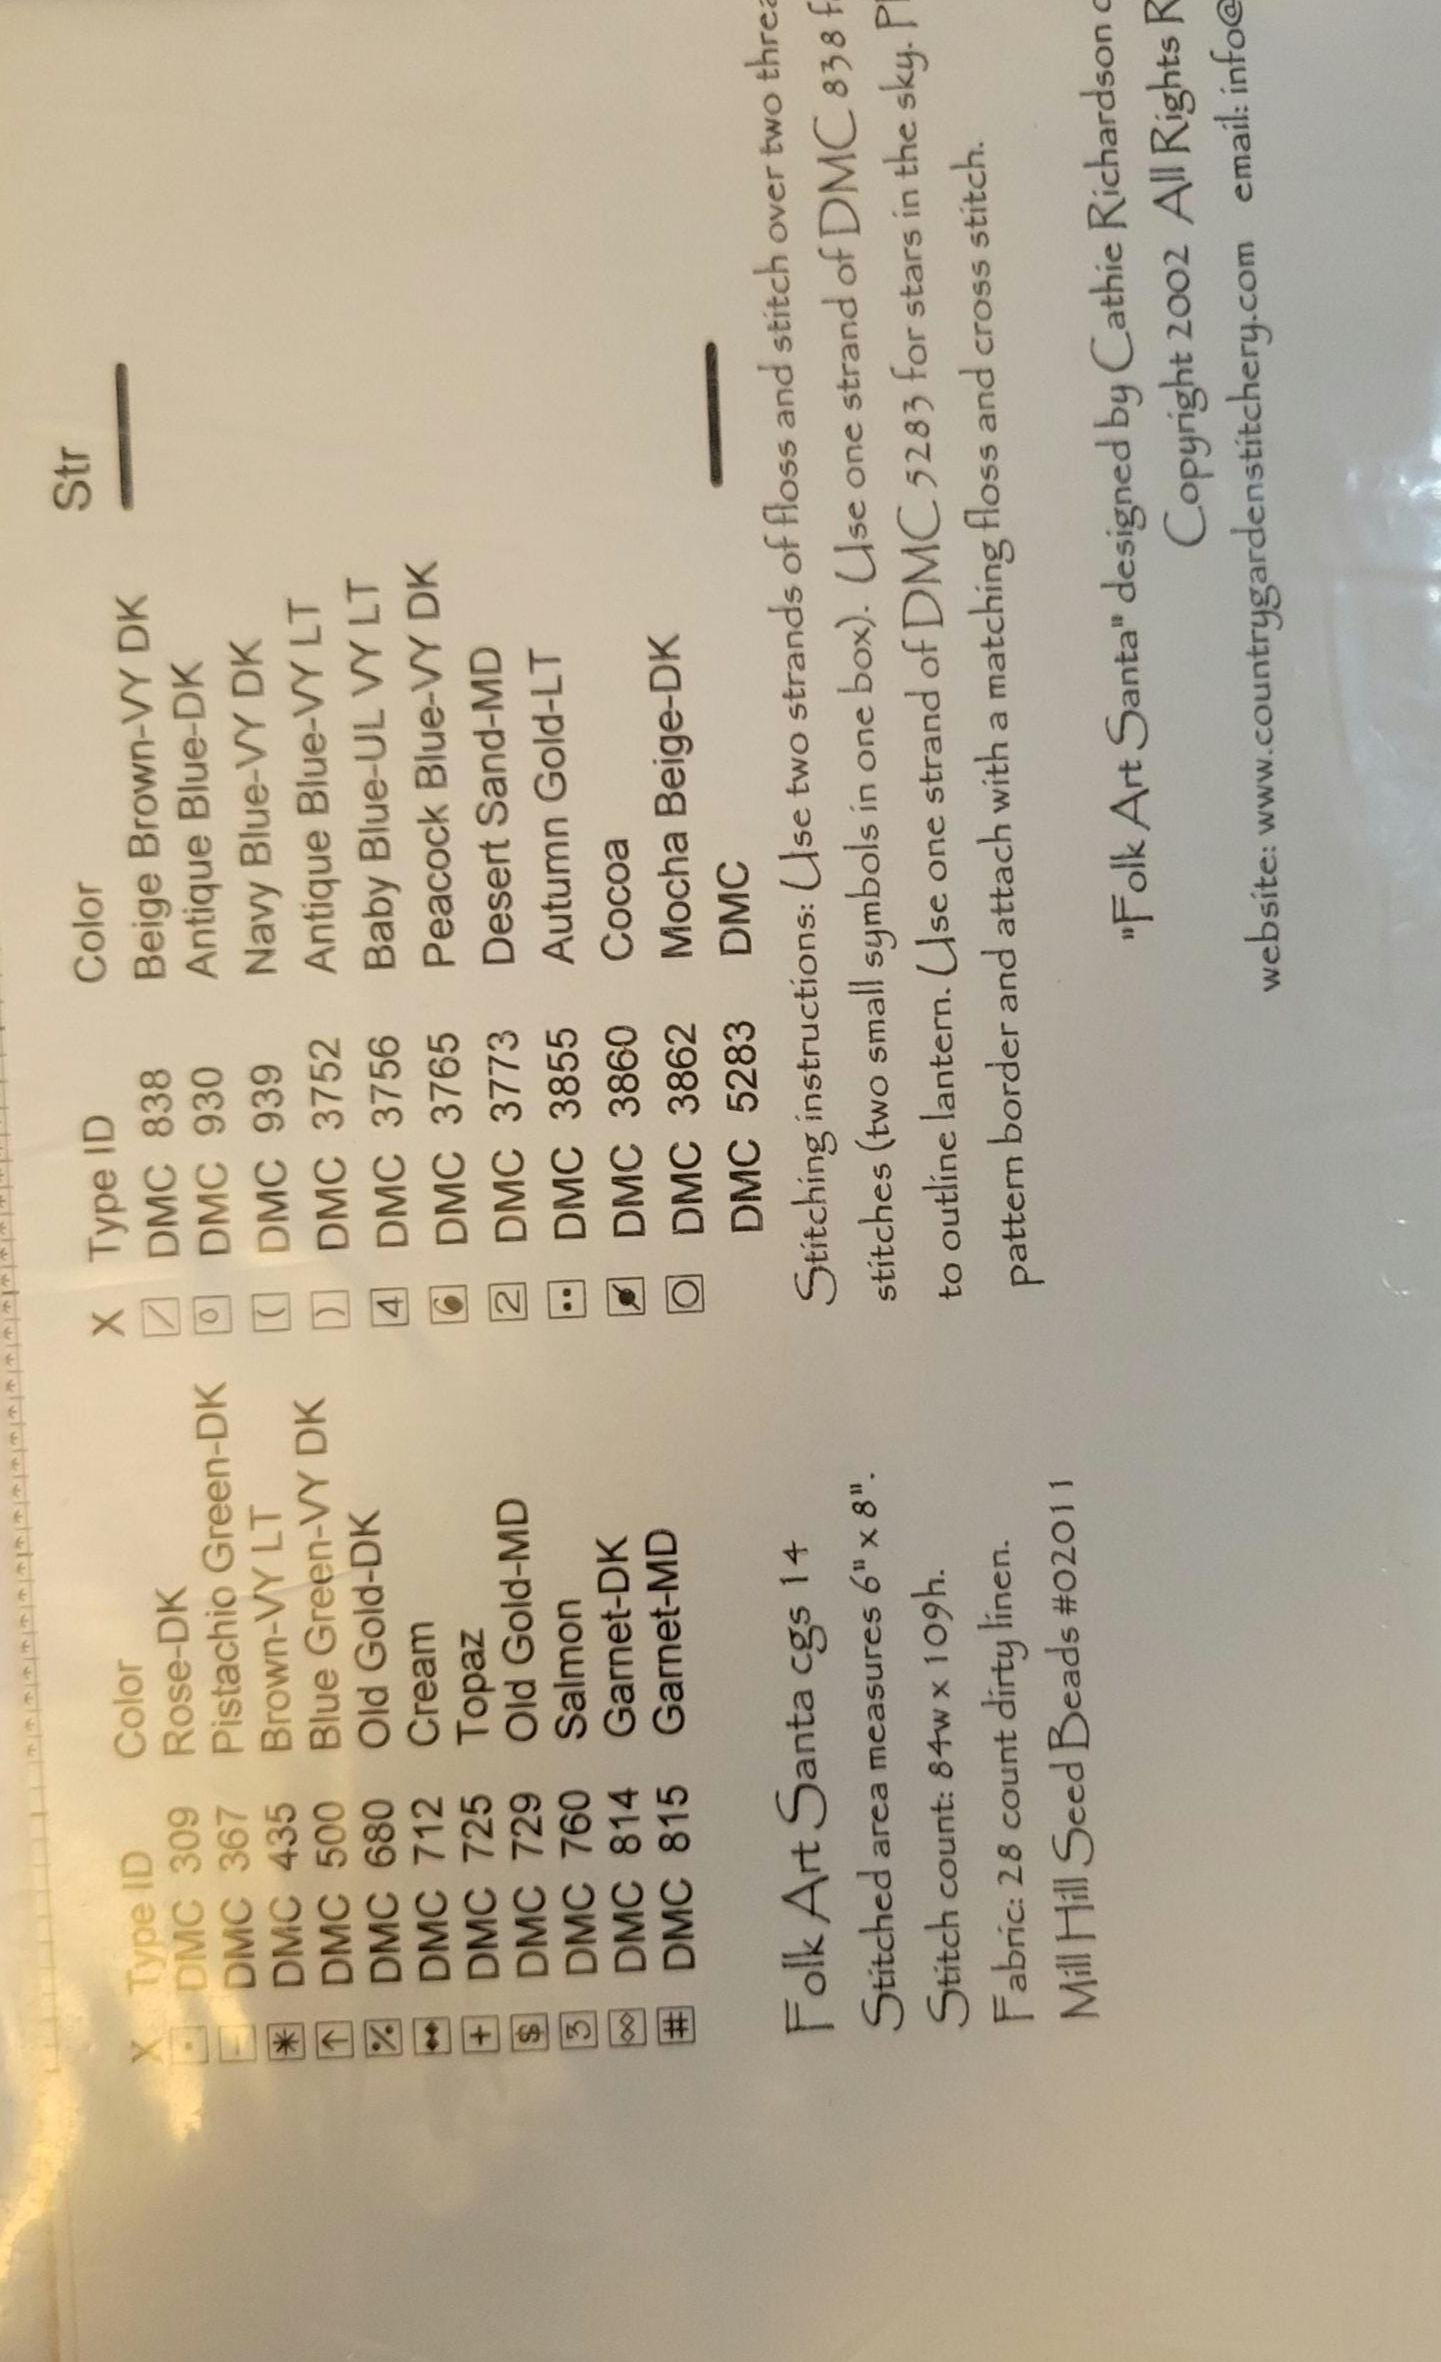 X Type ID Color
· DMC 309 Rose-DK
- DMC 367 Pistachio Green-DK
* DMC 435 Brown-VY LT
↑ DMC 500 Blue Green-VY DK
% DMC 680 Old Gold-DK
↔ DMC 712 Cream
+ DMC 725 Topaz
$ DMC 729 Old Gold-MD
3 DMC 760 Salmon
∞ DMC 814 Garnet-DK
# DMC 815 Garnet-MD
X Type ID Color Str
/ DMC 838 Beige Brown-VY DK
○ DMC 930 Antique Blue-DK
( DMC 939 Navy Blue-VY DK
) DMC 3752 Antique Blue-VY LT
4 DMC 3756 Baby Blue-UL VY LT
6 DMC 3765 Peacock Blue-VY DK
2 DMC 3773 Desert Sand-MD
•• DMC 3855 Autumn Gold-LT
DMC 3860 Cocoa
O DMC 3862 Mocha Beige-DK
DMC 5283 DMC
Folk Art Santa cgs 14
Stitched area measures 6" x 8".
Stitch count: 84w x 109h.
Fabric: 28 count dirty linen.
Mill Hill Seed Beads #02011
Stitching instructions: Use two strands of floss and stitch over two
stitches (two small symbols in one box). Use one strand of DMC 838
to outline lantern. Use one strand of DMC 5283 for stars in the sky.
pattern border and attach with a matching floss and cross stitch.
"Folk Art Santa" designed by Cathie Richardson
Copyright 2002 All Rights
website: www.countrygardenstitchery.com email: info@